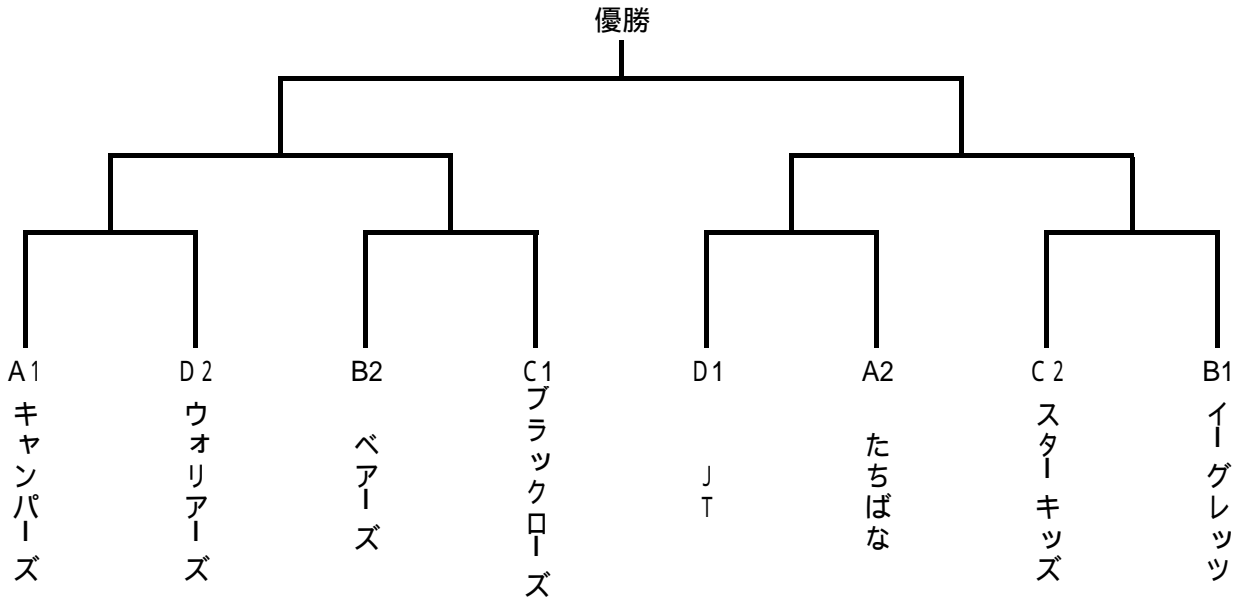 優勝
A1
D2
B2
C1
D1
A2
C2
B1
キャンパーズ
ウォリアーズ
ベアーズ
ブラックローズ
JT
たちばな
スターキッズ
イーグレッツ